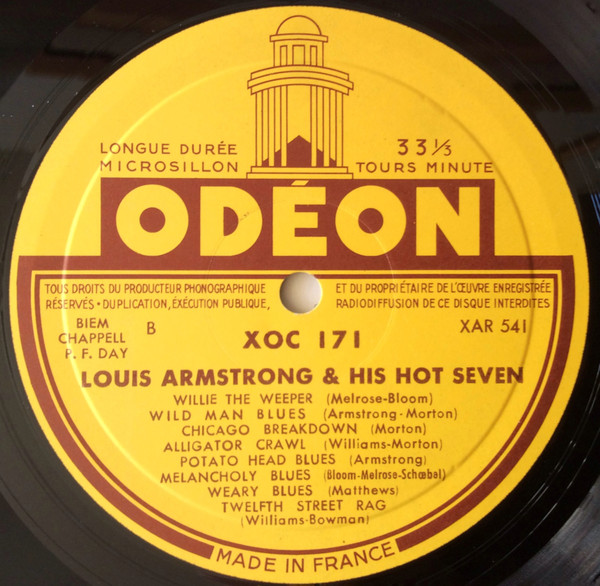 LONGUE DURÉE
MICROSILLON
33 1/3
TOURS MINUTE
ODÉON
TOUS DROITS DU PRODUCTEUR PHONOGRAPHIQUE
RÉSERVÉS • DUPLICATION, EXÉCUTION PUBLIQUE,
ET DU PROPRIÉTAIRE DE L'ŒUVRE ENREGISTRÉE
RADIODIFFUSION DE CE DISQUE INTERDITES
BIEM
CHAPPELL
P. F. DAY
B
XOC 171
XAR 541
LOUIS ARMSTRONG & HIS HOT SEVEN
WILLIE THE WEEPER (Melrose-Bloom)
WILD MAN BLUES (Armstrong-Morton)
CHICAGO BREAKDOWN (Morton)
ALLIGATOR CRAWL (Williams-Morton)
POTATO HEAD BLUES (Armstrong)
MELANCHOLY BLUES (Bloom-Melrose-Schœbel)
WEARY BLUES (Matthews)
TWELFTH STREET RAG
(Williams-Bowman)
MADE IN FRANCE